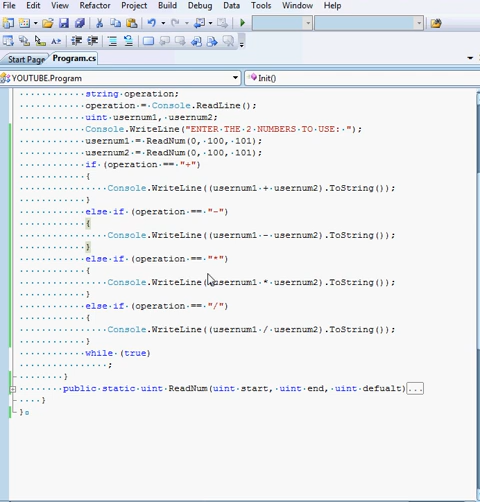 File Edit View Refactor Project Build Debug Data Tools Window Help
Start Page Program.cs
YOUTUBE.Program Init()
string operation;
operation = Console.ReadLine();
uint usernum1, usernum2;
Console.WriteLine("ENTER THE 2 NUMBERS TO USE: ");
usernum1 = ReadNum(0, 100, 101);
usernum2 = ReadNum(0, 100, 101);
if (operation == "+")
{
Console.WriteLine((usernum1 + usernum2).ToString());
}
else if (operation == "-")
{
Console.WriteLine((usernum1 - usernum2).ToString());
}
else if (operation == "*")
{
Console.WriteLine((usernum1 * usernum2).ToString());
}
else if (operation == "/")
{
Console.WriteLine((usernum1 / usernum2).ToString());
}
while (true)
;
}
public static uint ReadNum(uint start, uint end, uint defualt)...
}
}